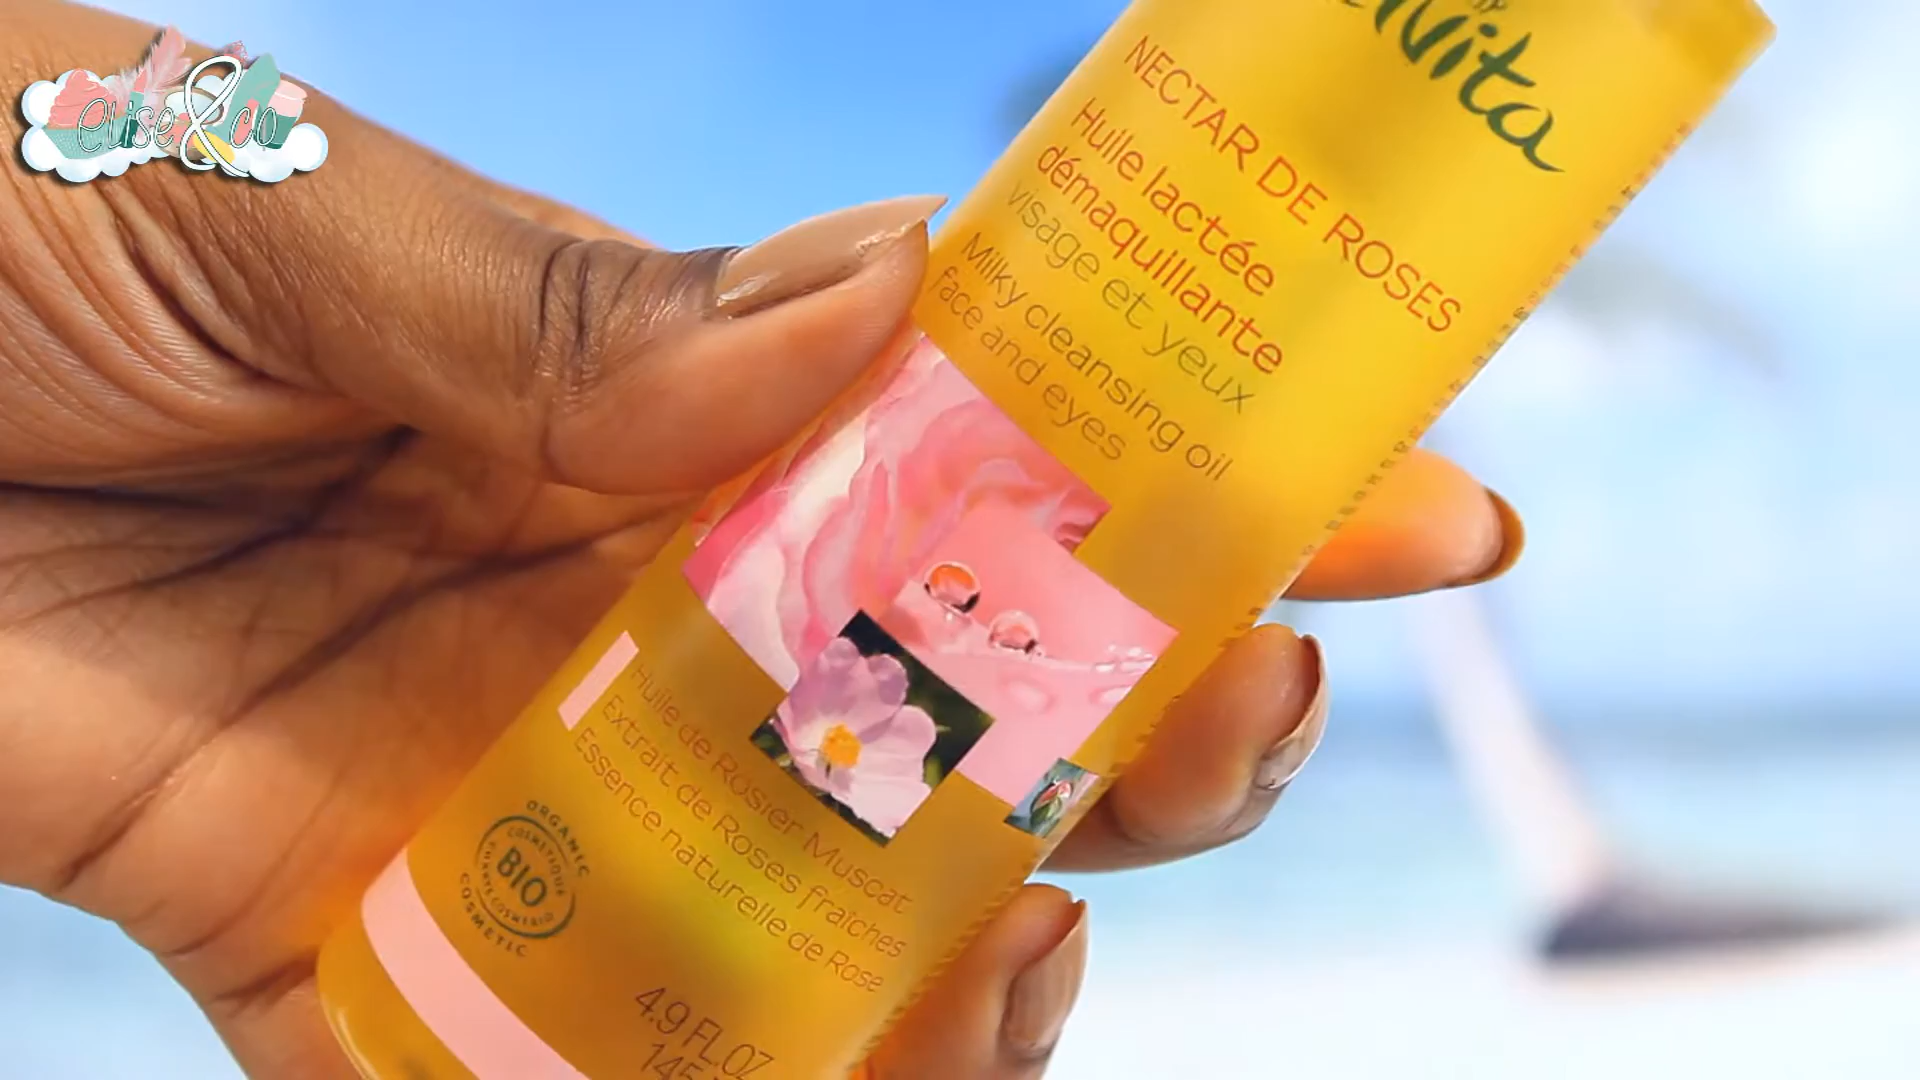 elise & co
NECTAR DE ROSES
Huile lactée
démaquillante
visage et yeux
Milky cleansing oil
face and eyes
Huile de Rosier Muscat
Extrait de Roses fraîches
Essence naturelle de Rose
ORGANIC
COSMETIQUE
BIO
COSMETIC
4.9 FL.OZ